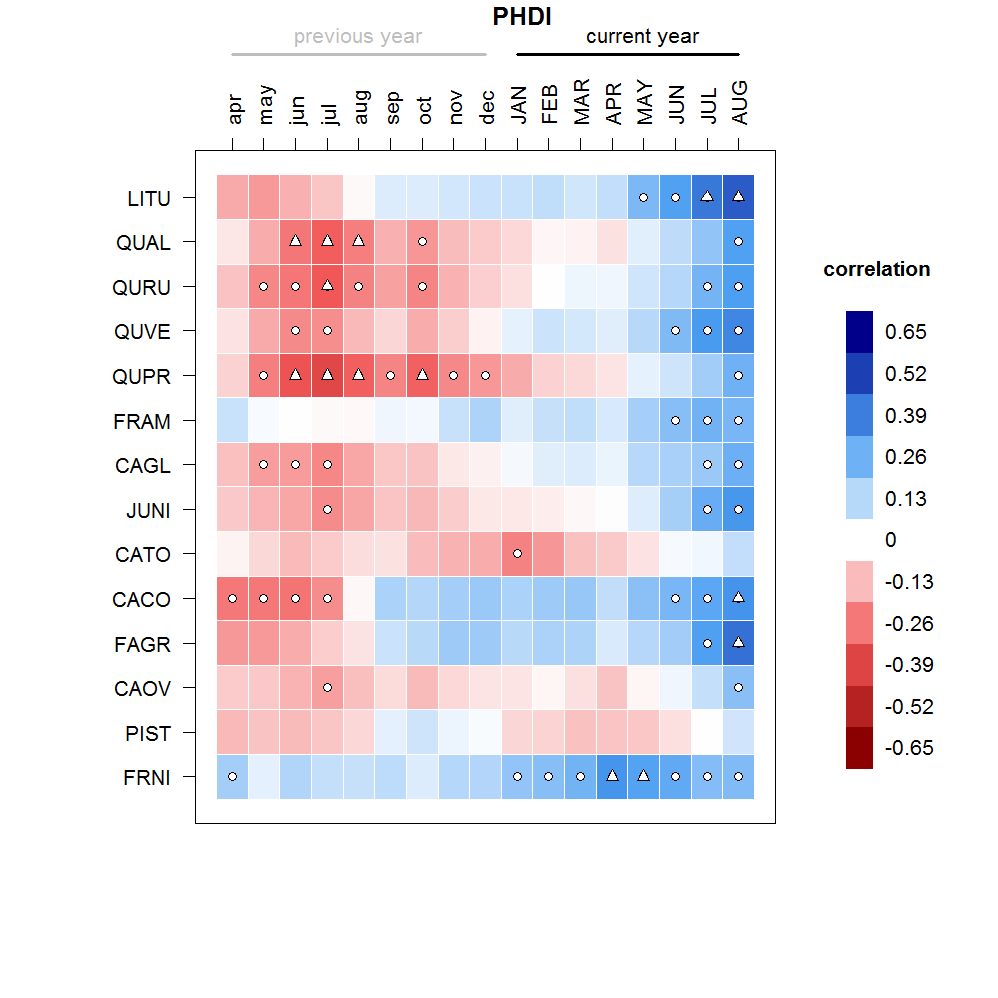 PHDI
previous year current year
apr may jun jul aug sep oct nov dec JAN FEB MAR APR MAY JUN JUL AUG
LITU
QUAL
QURU
QUVE
QUPR
FRAM
CAGL
JUNI
CATO
CACO
FAGR
CAOV
PIST
FRNI
correlation
0.65
0.52
0.39
0.26
0.13
0
-0.13
-0.26
-0.39
-0.52
-0.65